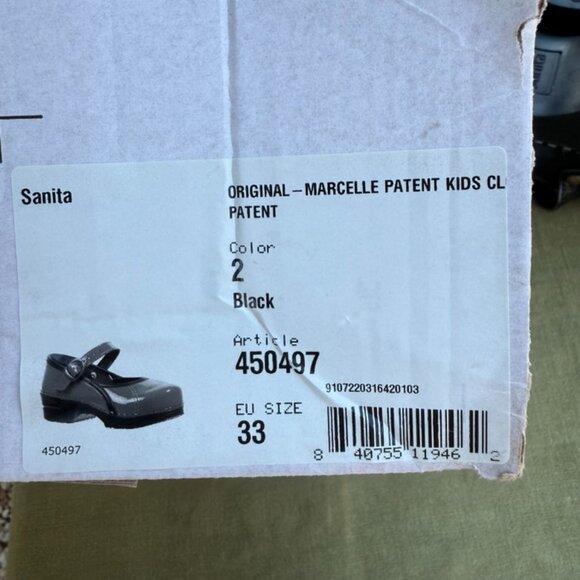 Sanita
ORIGINAL – MARCELLE PATENT KIDS CL
PATENT
Color
2
Black
Article
450497
9107220316420103
EU SIZE
33
8 40755 11946 2
450497